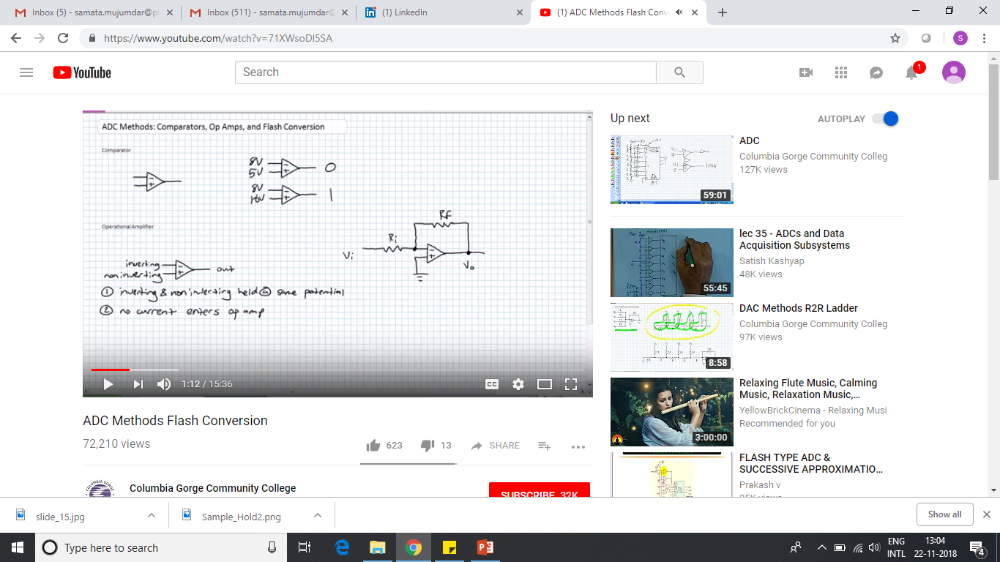 Inbox (5) - samata.mujumdar@p
Inbox (511) - samata.mujumdar@
(1) LinkedIn
(1) ADC Methods Flash Conv
https://www.youtube.com/watch?v=71XWsoDI5SA
S
YouTube
Search
1
ADC Methods: Comparators, Op Amps, and Flash Conversion
Comparator
8V
5V
0
8V
10V
1
Operational Amplifier
inverting
noninverting
out
Ri
RF
Vi
Vo
① inverting & noninverting held @ same potential
② no current enters op amp
1:12 / 15:36
CC
ADC Methods Flash Conversion
72,210 views
623
13
SHARE
Columbia Gorge Community College
SUBSCRIBE 32K
Up next
AUTOPLAY
59:01
ADC
Columbia Gorge Community Colleg
127K views
55:45
lec 35 - ADCs and Data
Acquisition Subsystems
Satish Kashyap
48K views
8:58
DAC Methods R2R Ladder
Columbia Gorge Community Colleg
97K views
3:00:00
Relaxing Flute Music, Calming
Music, Relaxation Music,...
YellowBrickCinema - Relaxing Musi
Recommended for you
FLASH TYPE ADC &
SUCCESSIVE APPROXIMATIO...
Prakash v
slide_15.jpg
Sample_Hold2.png
Show all
Type here to search
ENG
INTL
13:04
22-11-2018
4